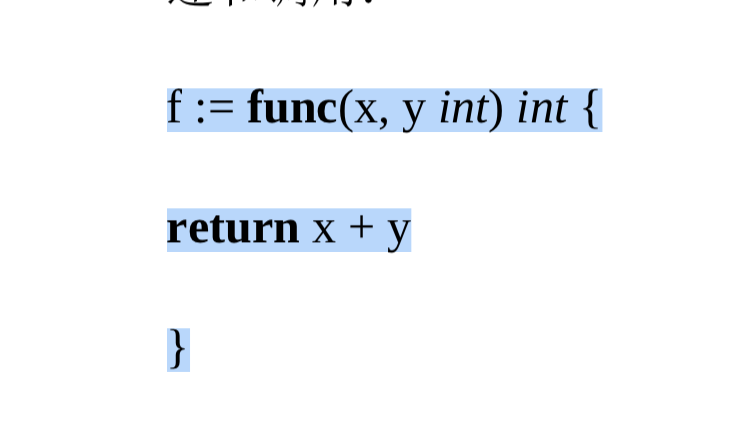 f := func(x, y int) int {
return x + y
}